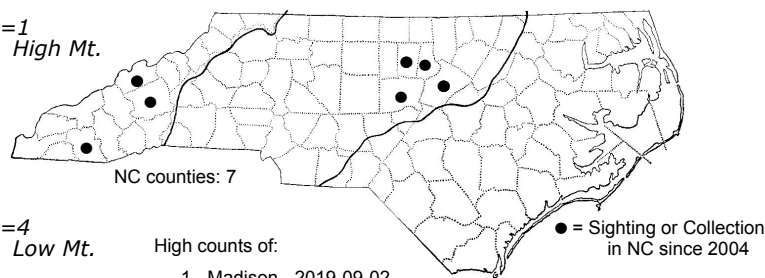 =1
High Mt.
NC counties: 7
=4
Low Mt.
High counts of:
● = Sighting or Collection
in NC since 2004
1 - Madison - 2019-09-02